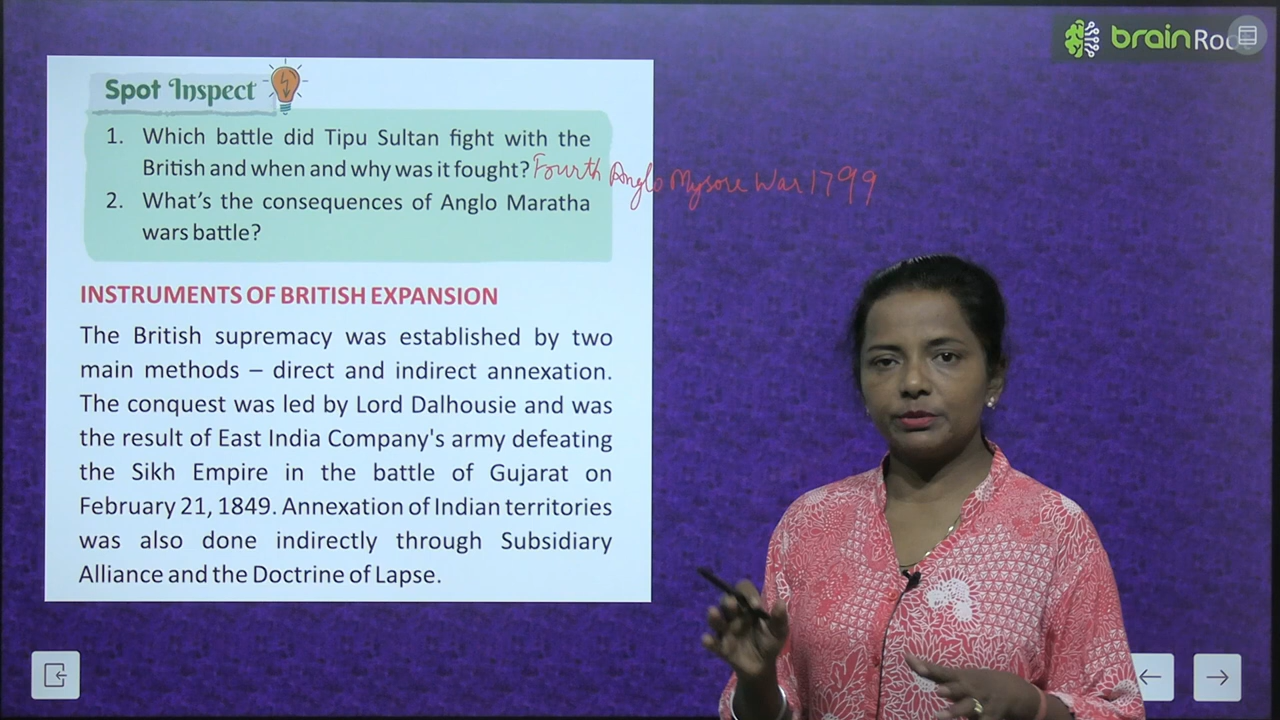 brainRoot
Spot Inspect
1. Which battle did Tipu Sultan fight with the
British and when and why was it fought? Fourth Anglo Mysore War 1799
2. What's the consequences of Anglo Maratha
wars battle?
INSTRUMENTS OF BRITISH EXPANSION
The British supremacy was established by two
main methods – direct and indirect annexation.
The conquest was led by Lord Dalhousie and was
the result of East India Company's army defeating
the Sikh Empire in the battle of Gujarat on
February 21, 1849. Annexation of Indian territories
was also done indirectly through Subsidiary
Alliance and the Doctrine of Lapse.